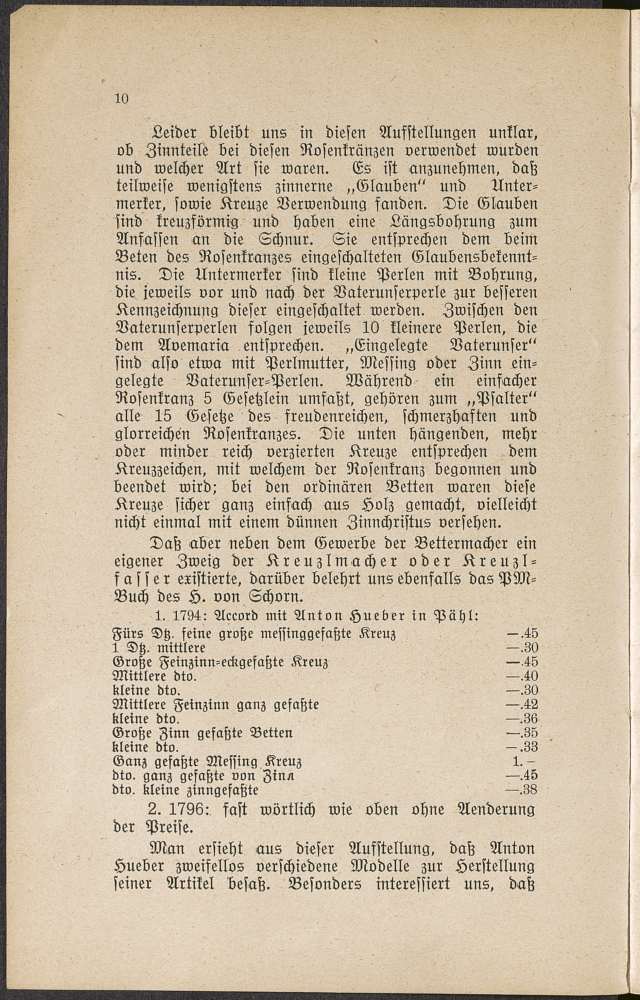 10
Leider bleibt uns in diesen Aufstellungen unklar,
ob Zinnteile bei diesen Rosenkränzen verwendet wurden
und welcher Art sie waren. Es ist anzunehmen, daß
teilweise wenigstens zinnerne „Glauben“ und Unter-
merker, sowie Kreuze Verwendung fanden. Die Glauben
sind kreuzförmig und haben eine Längsbohrung zum
Anfassen an die Schnur. Sie entsprechen dem beim
Beten des Rosenkranzes eingeschalteten Glaubensbekennt-
nis. Die Untermerker sind kleine Perlen mit Bohrung,
die jeweils vor und nach der Vaterunserperle zur besseren
Kennzeichnung dieser eingeschaltet werden. Zwischen den
Vaterunserperlen folgen jeweils 10 kleinere Perlen, die
dem Avemaria entsprechen. „Eingelegte Vaterunser“
sind also etwa mit Perlmutter, Messing oder Zinn ein-
gelegte Vaterunser-Perlen. Während ein einfacher
Rosenkranz 5 Gesetzlein umfaßt, gehören zum „Psalter“
alle 15 Gesetze des freudenreichen, schmerzhaften und
glorreichen Rosenkranzes. Die unten hängenden, mehr
oder minder reich verzierten Kreuze entsprechen dem
Kreuzzeichen, mit welchem der Rosenkranz begonnen und
beendet wird; bei den ordinären Betten waren diese
Kreuze sicher ganz einfach aus Holz gemacht, vielleicht
nicht einmal mit einem dünnen Zinnchristus versehen.
Daß aber neben dem Gewerbe der Bettermacher ein
eigener Zweig der Kreuzlmacher oder Kreuzl-
fasser existierte, darüber belehrt uns ebenfalls das PM-
Buch des H. von Schorn.
1. 1794: Accord mit Anton Hueber in Pähl:
Fürs Dtz. feine große messinggefaßte Kreuz —.45
1 Dtz. mittlere —.30
Große Feinzinn-eckgefaßte Kreuz —.45
Mittlere dto. —.40
kleine dto. —.30
Mittlere Feinzinn ganz gefaßte —.42
kleine dto. —.36
Große Zinn gefaßte Betten —.35
kleine dto. —.33
Ganz gefaßte Messing Kreuz 1.—
dto. ganz gefaßte von Zinn —.45
dto. kleine zinngefaßte —.38
2. 1796: fast wörtlich wie oben ohne Aenderung
der Preise.
Man ersieht aus dieser Aufstellung, daß Anton
Hueber zweifellos verschiedene Modelle zur Herstellung
seiner Artikel besaß. Besonders interessiert uns, daß